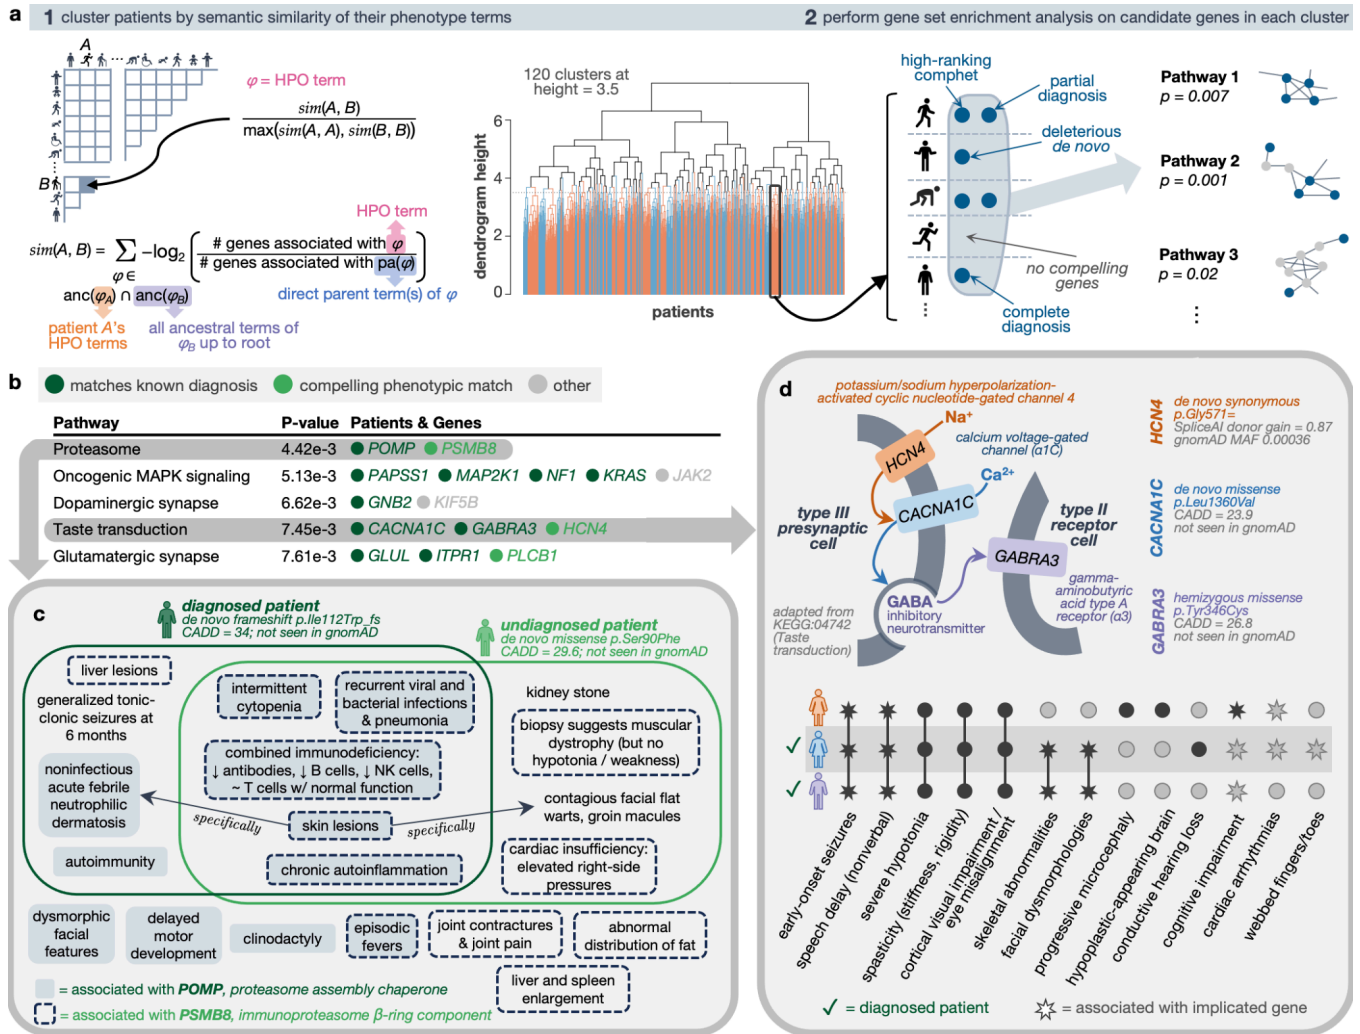 a
1 cluster patients by semantic similarity of their phenotype terms
2 perform gene set enrichment analysis on candidate genes in each cluster
A
...
B
φ = HPO term
sim(A, B)
max(sim(A, A), sim(B, B))
HPO term
sim(A, B) = ∑ −log₂ ( # genes associated with φ
# genes associated with pa(φ) )
φ ∈
anc(φA) ∩ anc(φB)
direct parent term(s) of φ
patient A's
HPO terms
all ancestral terms of
φB up to root
120 clusters at
height = 3.5
dendrogram height
6
4
2
0
patients
high-ranking
comphet
partial
diagnosis
deleterious
de novo
no compelling
genes
complete
diagnosis
Pathway 1
p = 0.007
Pathway 2
p = 0.001
Pathway 3
p = 0.02
b
matches known diagnosis
compelling phenotypic match
other
Pathway P-value Patients & Genes
Proteasome 4.42e-3 POMP PSMB8
Oncogenic MAPK signaling 5.13e-3 PAPSS1 MAP2K1 NF1 KRAS JAK2
Dopaminergic synapse 6.62e-3 GNB2 KIF5B
Taste transduction 7.45e-3 CACNA1C GABRA3 HCN4
Glutamatergic synapse 7.61e-3 GLUL ITPR1 PLCB1
c
diagnosed patient
de novo frameshift p.Ile112Trp_fs
CADD = 34; not seen in gnomAD
undiagnosed patient
de novo missense p.Ser90Phe
CADD = 29.6; not seen in gnomAD
liver lesions
generalized tonic-
clonic seizures at
6 months
noninfectious
acute febrile
neutrophilic
dermatosis
autoimmunity
intermittent
cytopenia
recurrent viral and
bacterial infections
& pneumonia
combined immunodeficiency:
↓ antibodies, ↓ B cells, ↓ NK cells,
~ T cells w/ normal function
specifically
skin lesions
specifically
chronic autoinflammation
kidney stone
biopsy suggests muscular
dystrophy (but no
hypotonia / weakness)
contagious facial flat
warts, groin macules
cardiac insufficiency:
elevated right-side
pressures
dysmorphic
facial
features
delayed
motor
development
clinodactyly
episodic
fevers
joint contractures
& joint pain
abnormal
distribution of fat
liver and spleen
enlargement
= associated with POMP, proteasome assembly chaperone
= associated with PSMB8, immunoproteasome β-ring component
d
potassium/sodium hyperpolarization-
activated cyclic nucleotide-gated channel 4
Na⁺
HCN4
calcium voltage-gated
channel (α1C)
Ca²⁺
CACNA1C
type III
presynaptic
cell
type II
receptor
cell
GABRA3
GABA
inhibitory
neurotransmitter
gamma-
aminobutyric
acid type A
receptor (α3)
adapted from
KEGG:04742
(Taste
transduction)
HCN4
de novo synonymous
p.Gly571=
SpliceAI donor gain = 0.87
gnomAD MAF 0.00036
CACNA1C
de novo missense
p.Leu1360Val
CADD = 23.9
not seen in gnomAD
GABRA3
hemizygous missense
p.Tyr346Cys
CADD = 26.8
not seen in gnomAD
early-onset seizures
speech delay (nonverbal)
severe hypotonia
spasticity (stiffness, rigidity)
cortical visual impairment /
eye misalignment
skeletal abnormalities
facial dysmorphologies
progressive microcephaly
hypoplastic-appearing brain
conductive hearing loss
cognitive impairment
cardiac arrhythmias
webbed fingers/toes
✓ = diagnosed patient
= associated with implicated gene